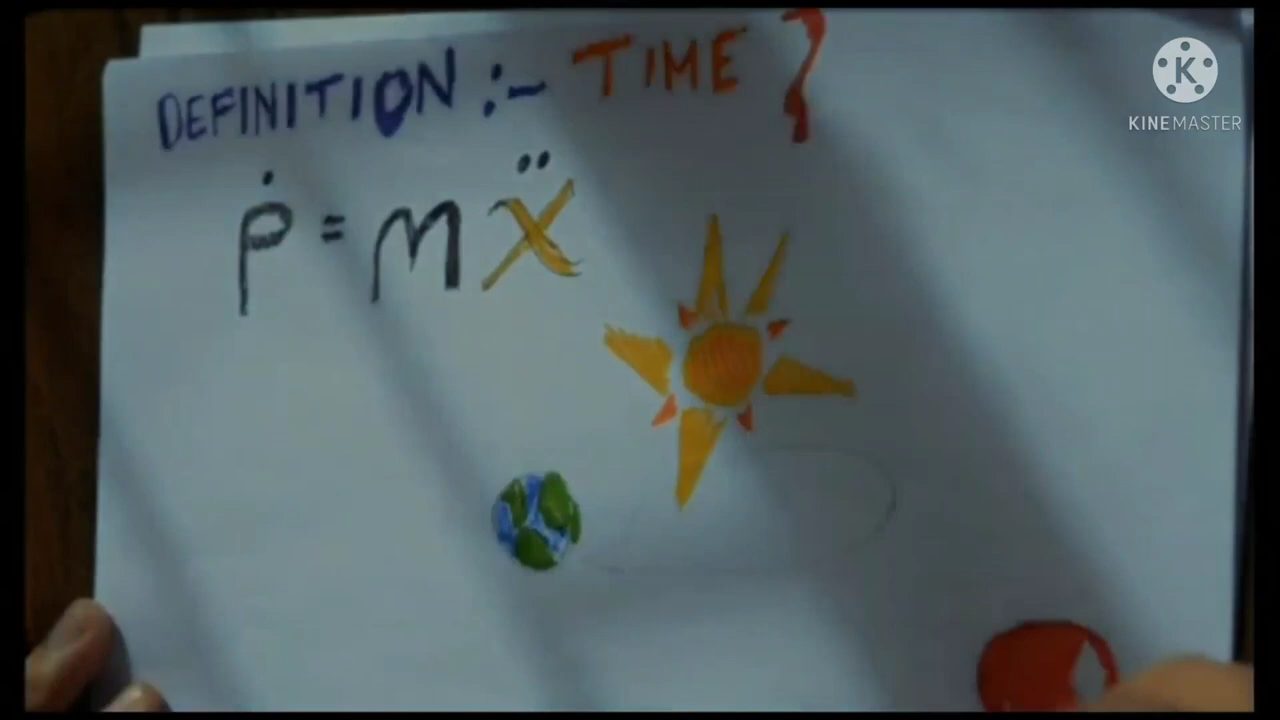 DEFINITION :- TIME ?
ṗ = mẍ
K
KINEMASTER